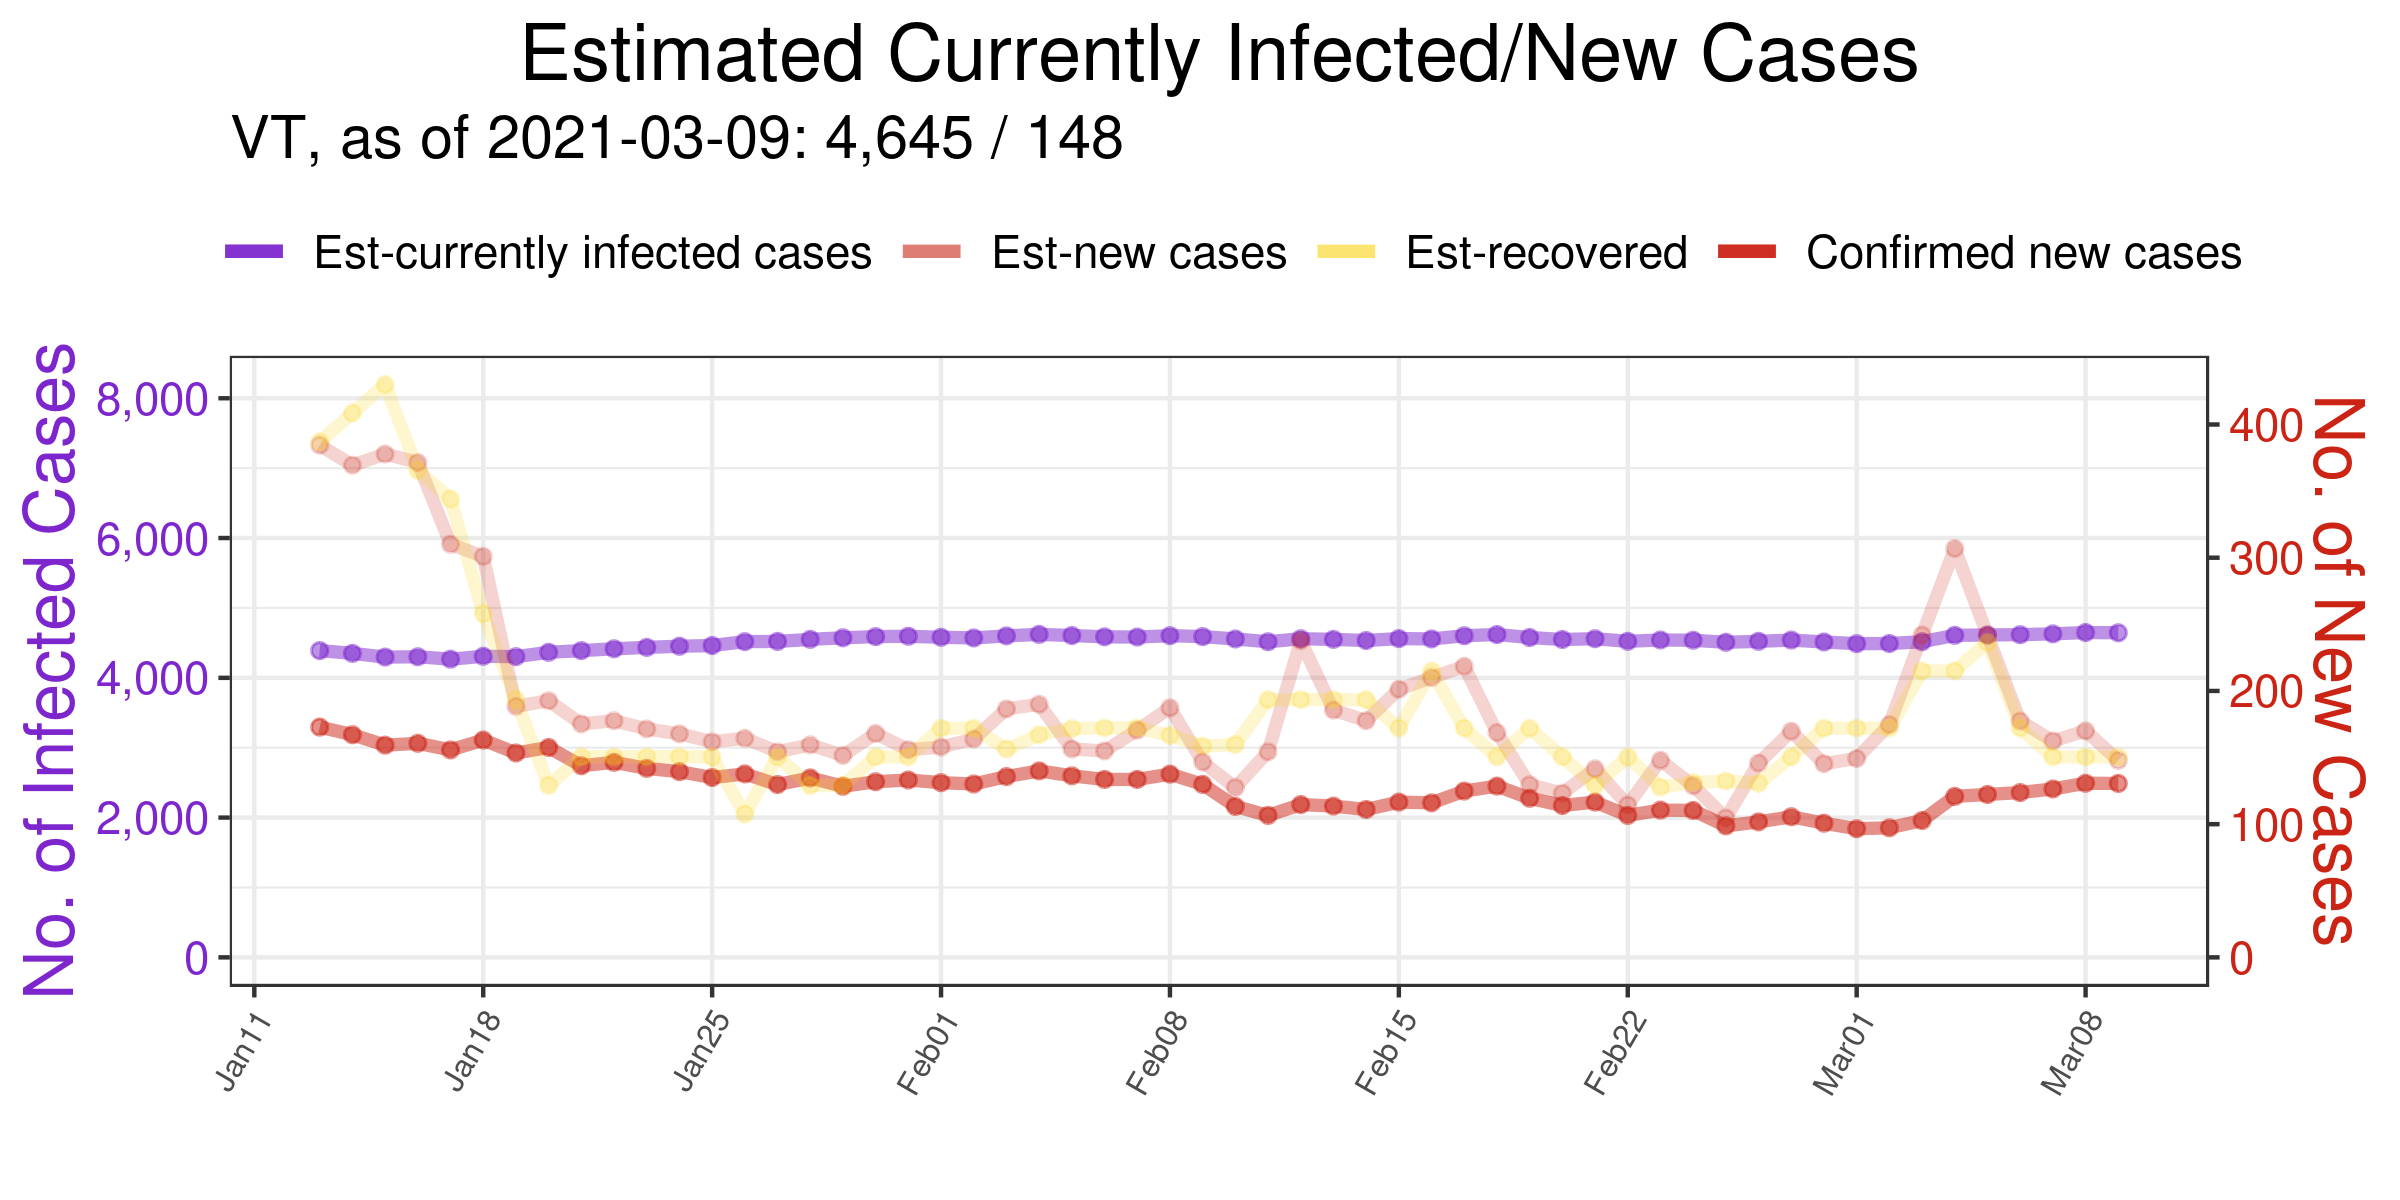 Estimated Currently Infected/New Cases
VT, as of 2021-03-09: 4,645 / 148
Est-currently infected cases Est-new cases Est-recovered Confirmed new cases
No. of Infected Cases
8,000
6,000
4,000
2,000
0
400
300
200
100
0
No. of New Cases
Jan11 Jan18 Jan25 Feb01 Feb08 Feb15 Feb22 Mar01 Mar08